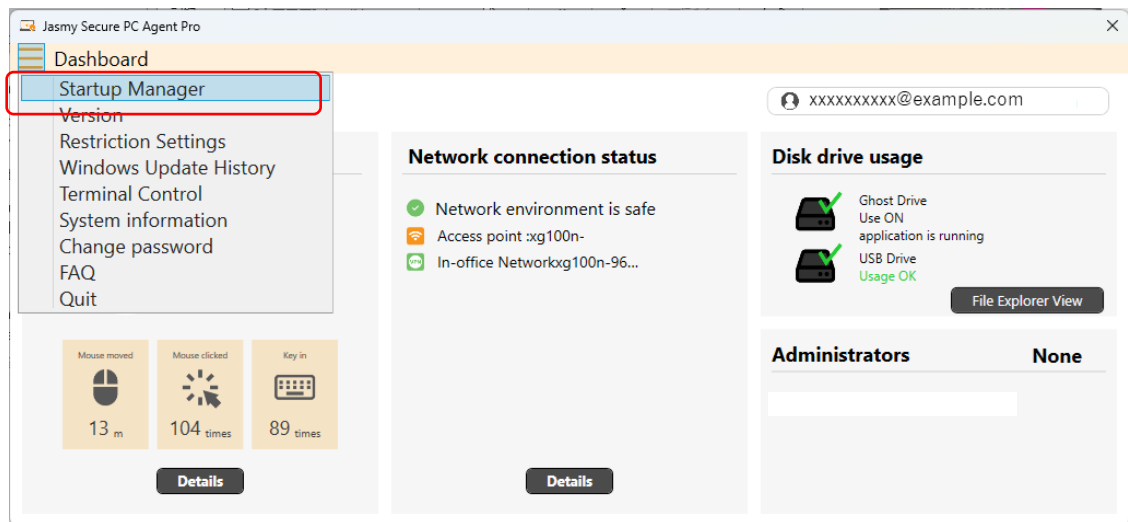 Jasmy Secure PC Agent Pro
Dashboard
Startup Manager
Version
Restriction Settings
Windows Update History
Terminal Control
System information
Change password
FAQ
Quit
xxxxxxxxxx@example.com
Mouse moved
13 m
Mouse clicked
104 times
Key in
89 times
Details
Network connection status
Network environment is safe
Access point :xg100n-
VPN
In-office Networkxg100n-96...
Details
Disk drive usage
Ghost Drive
Use ON
application is running
USB Drive
Usage OK
File Explorer View
Administrators
None